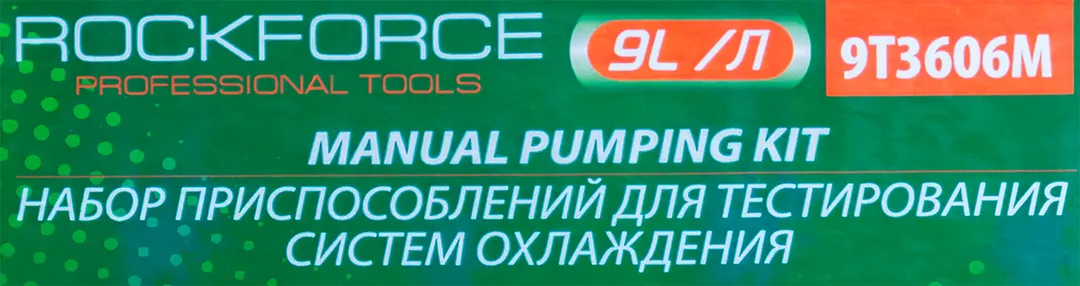 ROCKFORCE
PROFESSIONAL TOOLS
9L /Л
9T3606M
MANUAL PUMPING KIT
НАБОР ПРИСПОСОБЛЕНИЙ ДЛЯ ТЕСТИРОВАНИЯ
СИСТЕМ ОХЛАЖДЕНИЯ